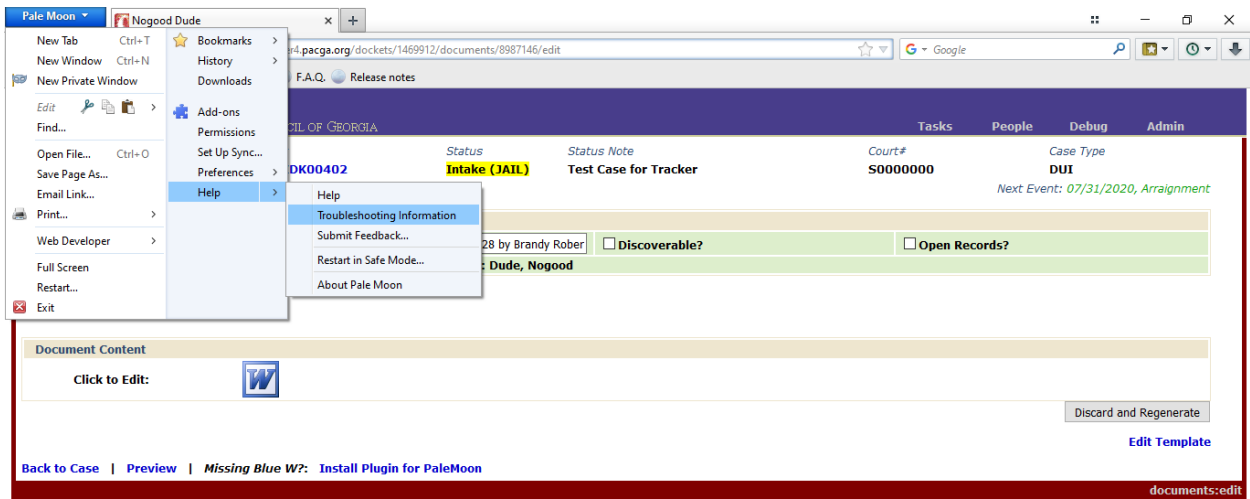 Pale Moon
Nogood Dude
New Tab Ctrl+T
New Window Ctrl+N
New Private Window
Edit
Find...
Open File... Ctrl+O
Save Page As...
Email Link...
Print...
Web Developer
Full Screen
Restart...
Exit
Bookmarks
History
Downloads
Add-ons
Permissions
Set Up Sync...
Preferences
Help
Help
Troubleshooting Information
Submit Feedback...
Restart in Safe Mode...
About Pale Moon
r4.pacga.org/dockets/1469912/documents/8987146/edit
Google
F.A.Q. Release notes
CIL OF GEORGIA
Tasks People Debug Admin
Status Status Note Court# Case Type
DK00402 Intake (JAIL) Test Case for Tracker S0000000 DUI
Next Event: 07/31/2020, Arraignment
28 by Brandy Rober Discoverable? Open Records?
: Dude, Nogood
Document Content
Click to Edit:
W
Discard and Regenerate
Edit Template
Back to Case | Preview | Missing Blue W?: Install Plugin for PaleMoon
documents:edit